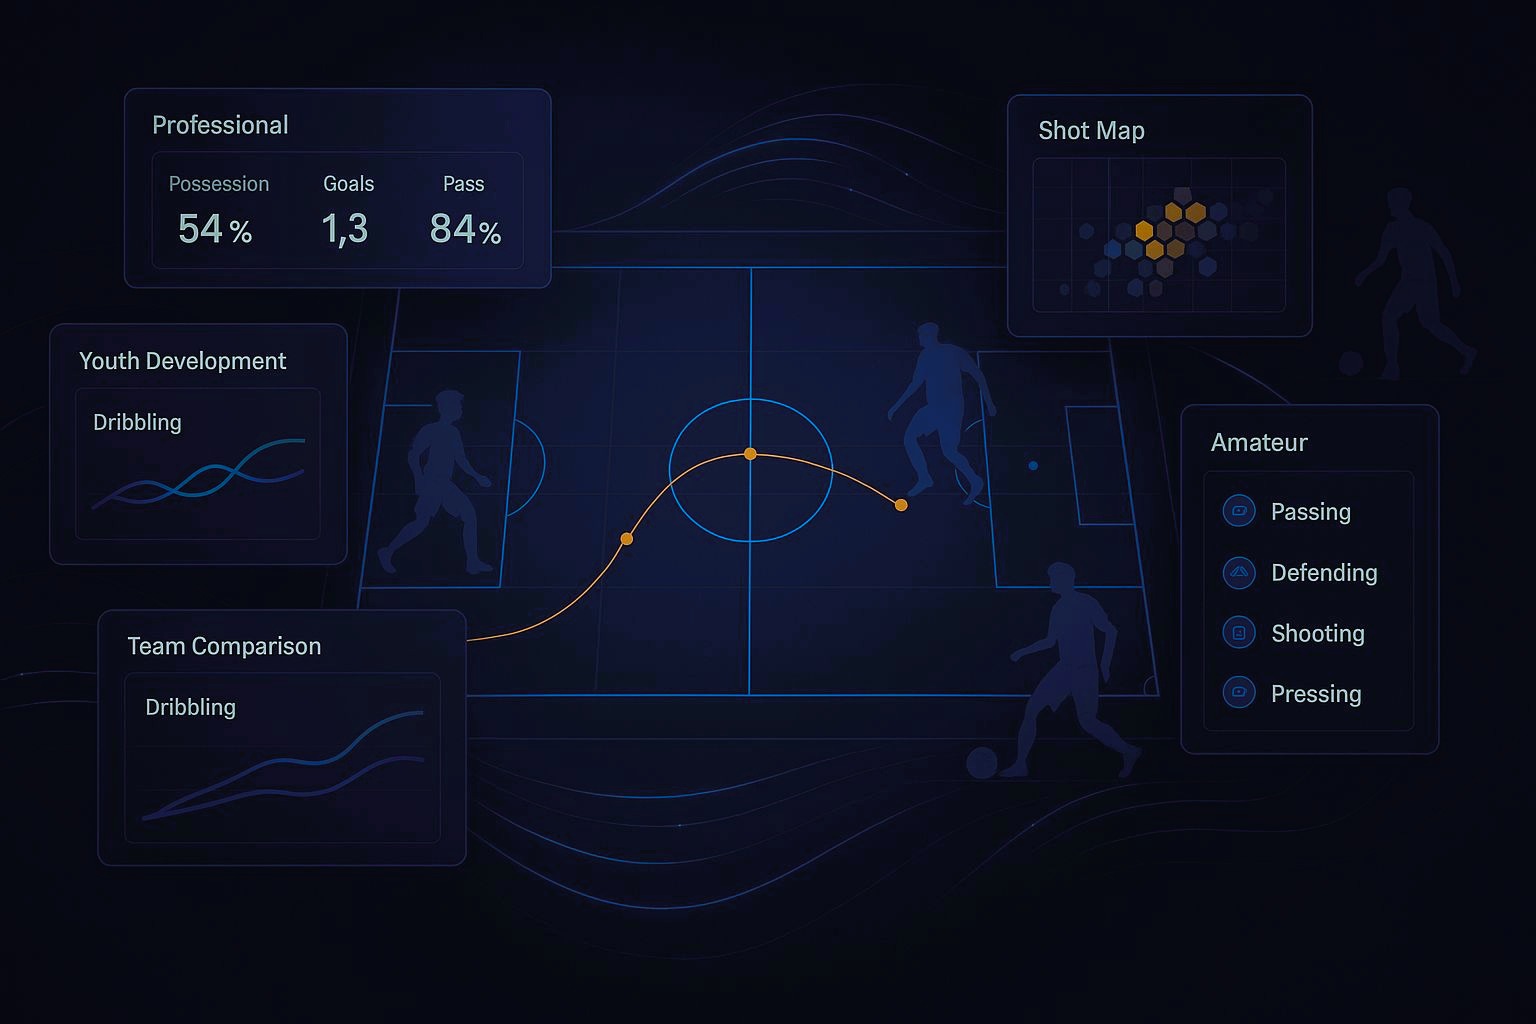 Professional
Possession Goals Pass
54 % 1,3 84%
Shot Map
Youth Development
Dribbling
Amateur
Passing
Defending
Shooting
Pressing
Team Comparison
Dribbling